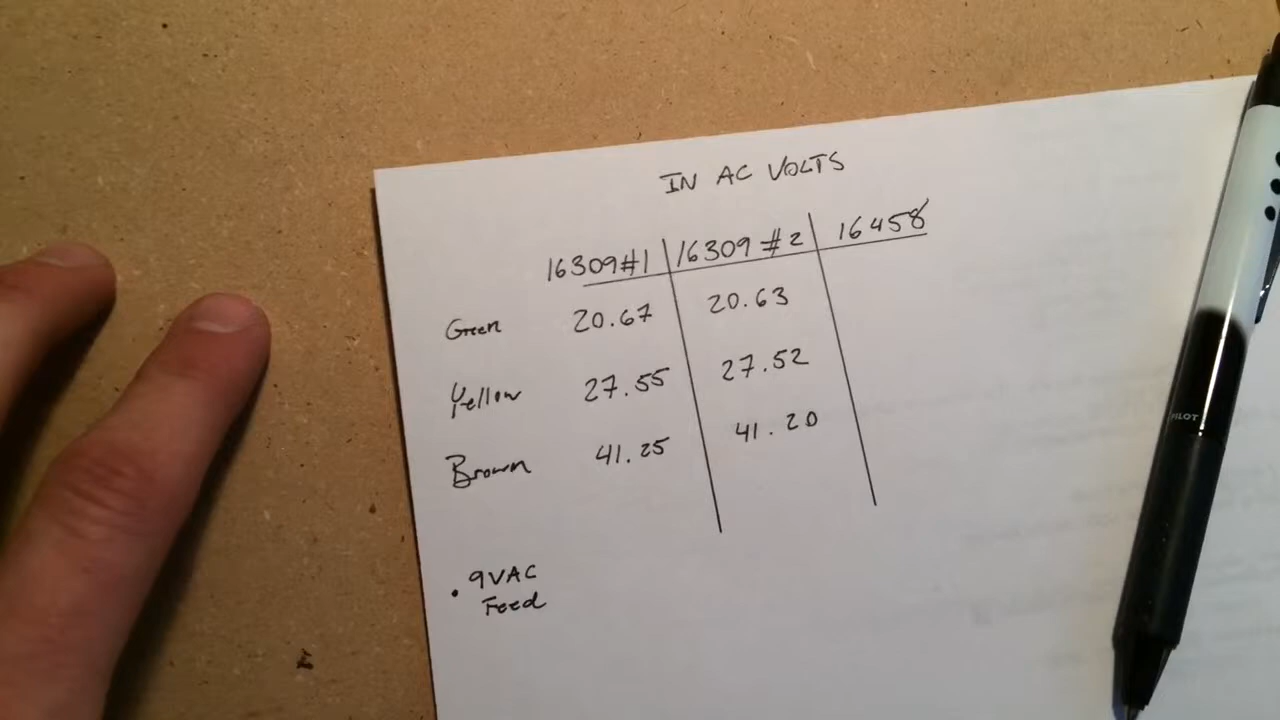 IN AC VOLTS
16309#1 16309 #2 16458
Green 20.67 20.63
Yellow 27.55 27.52
Brown 41.25 41.20
• 9VAC
Feed
PILOT